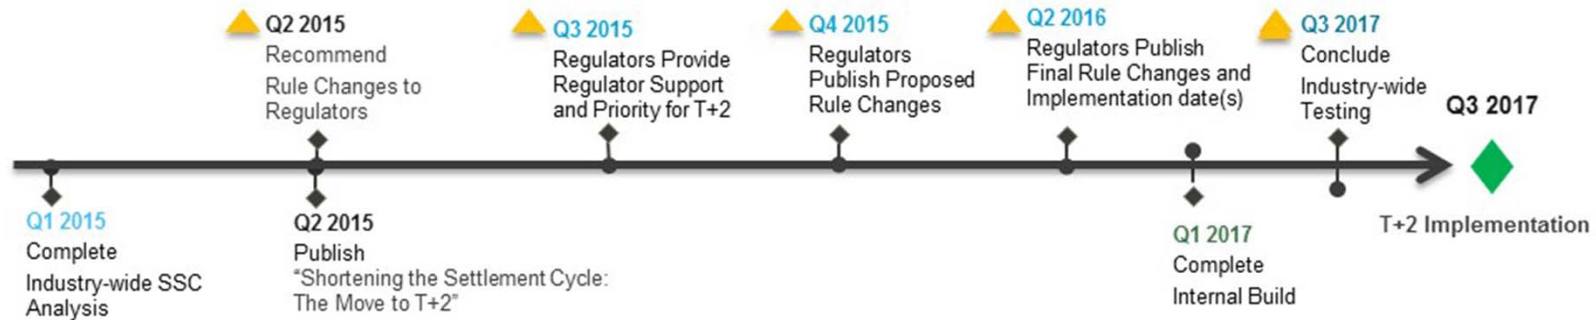 Q2 2015
Recommend
Rule Changes to
Regulators
Q3 2015
Regulators Provide
Regulator Support
and Priority for T+2
Q4 2015
Regulators
Publish Proposed
Rule Changes
Q2 2016
Regulators Publish
Final Rule Changes and
Implementation date(s)
Q3 2017
Conclude
Industry-wide
Testing
Q3 2017
T+2 Implementation
Q1 2015
Complete
Industry-wide SSC
Analysis
Q2 2015
Publish
“Shortening the Settlement Cycle:
The Move to T+2”
Q1 2017
Complete
Internal Build